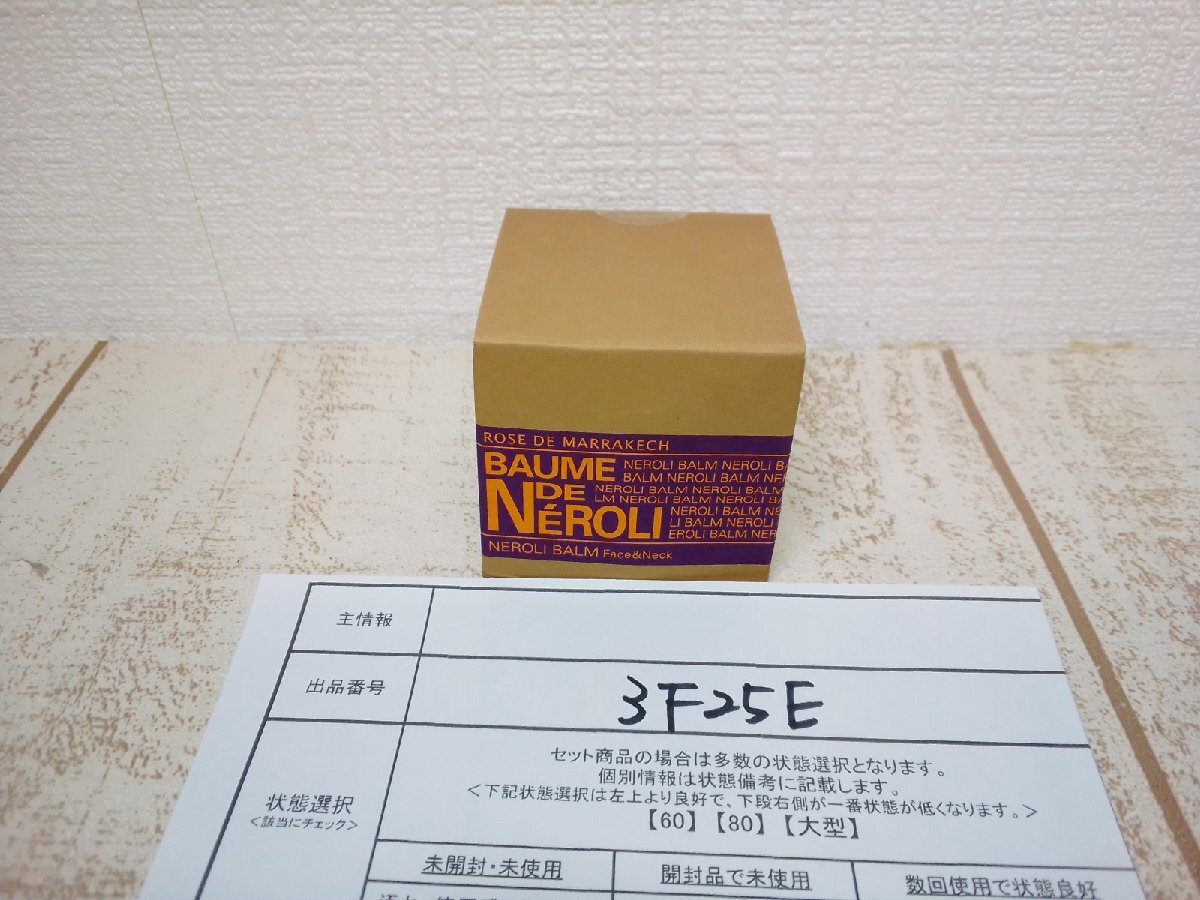 ROSE DE MARRAKECH
BAUME
DE
NÉROLI
NEROLI BALM NEROLI BA
BALM NEROLI BALM NER
NEROLI BALM NEROLI BALM
LM NEROLI BALM NEROLI BA
NEROLI BALM NE
LI BALM NEROLI
EROLI BALM NER
NEROLI BALM Face&Neck
主情報
出品番号
3F25E
状態選択
<該当にチェック>
セット商品の場合は多数の状態選択となります。
個別情報は状態備考に記載します。
<下記状態選択は左上より良好で、下段右側が一番状態が低くなります。>
【60】【80】【大型】
未開封・未使用
開封品で未使用
数回使用で状態良好